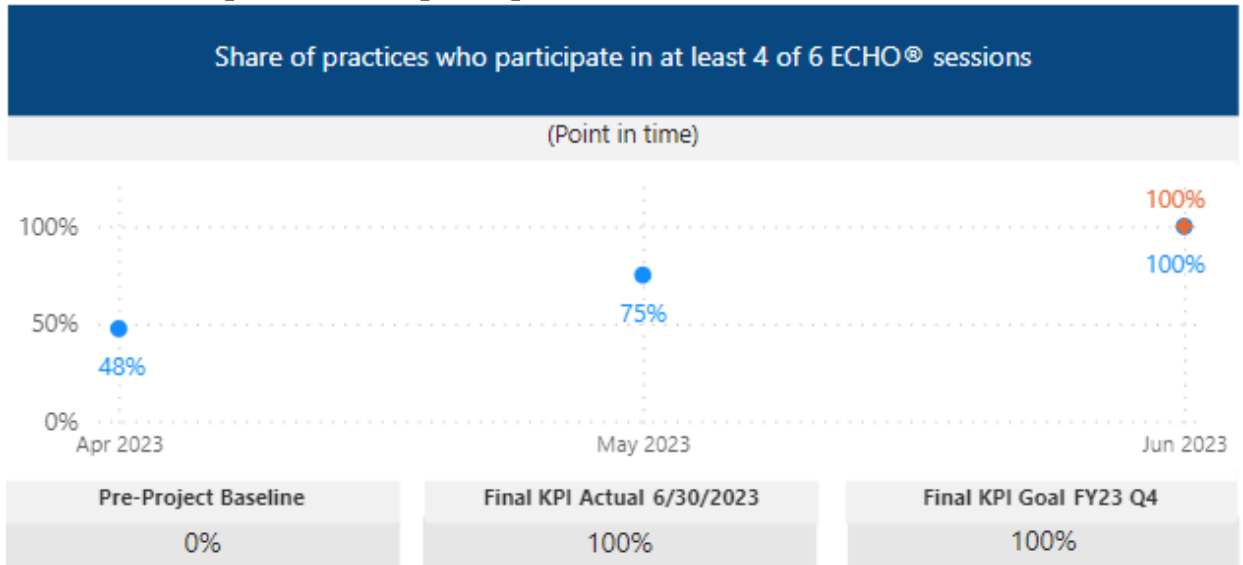 Share of practices who participate in at least 4 of 6 ECHO® sessions
(Point in time)
100%
100%
100%
75%
50%
48%
0%
Apr 2023 May 2023 Jun 2023
Pre-Project Baseline Final KPI Actual 6/30/2023 Final KPI Goal FY23 Q4
0% 100% 100%